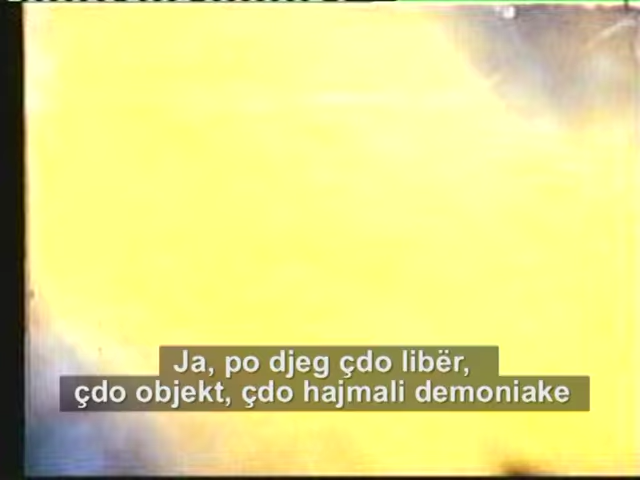 Ja, po djeg çdo libër,
çdo objekt, çdo hajmali demoniake